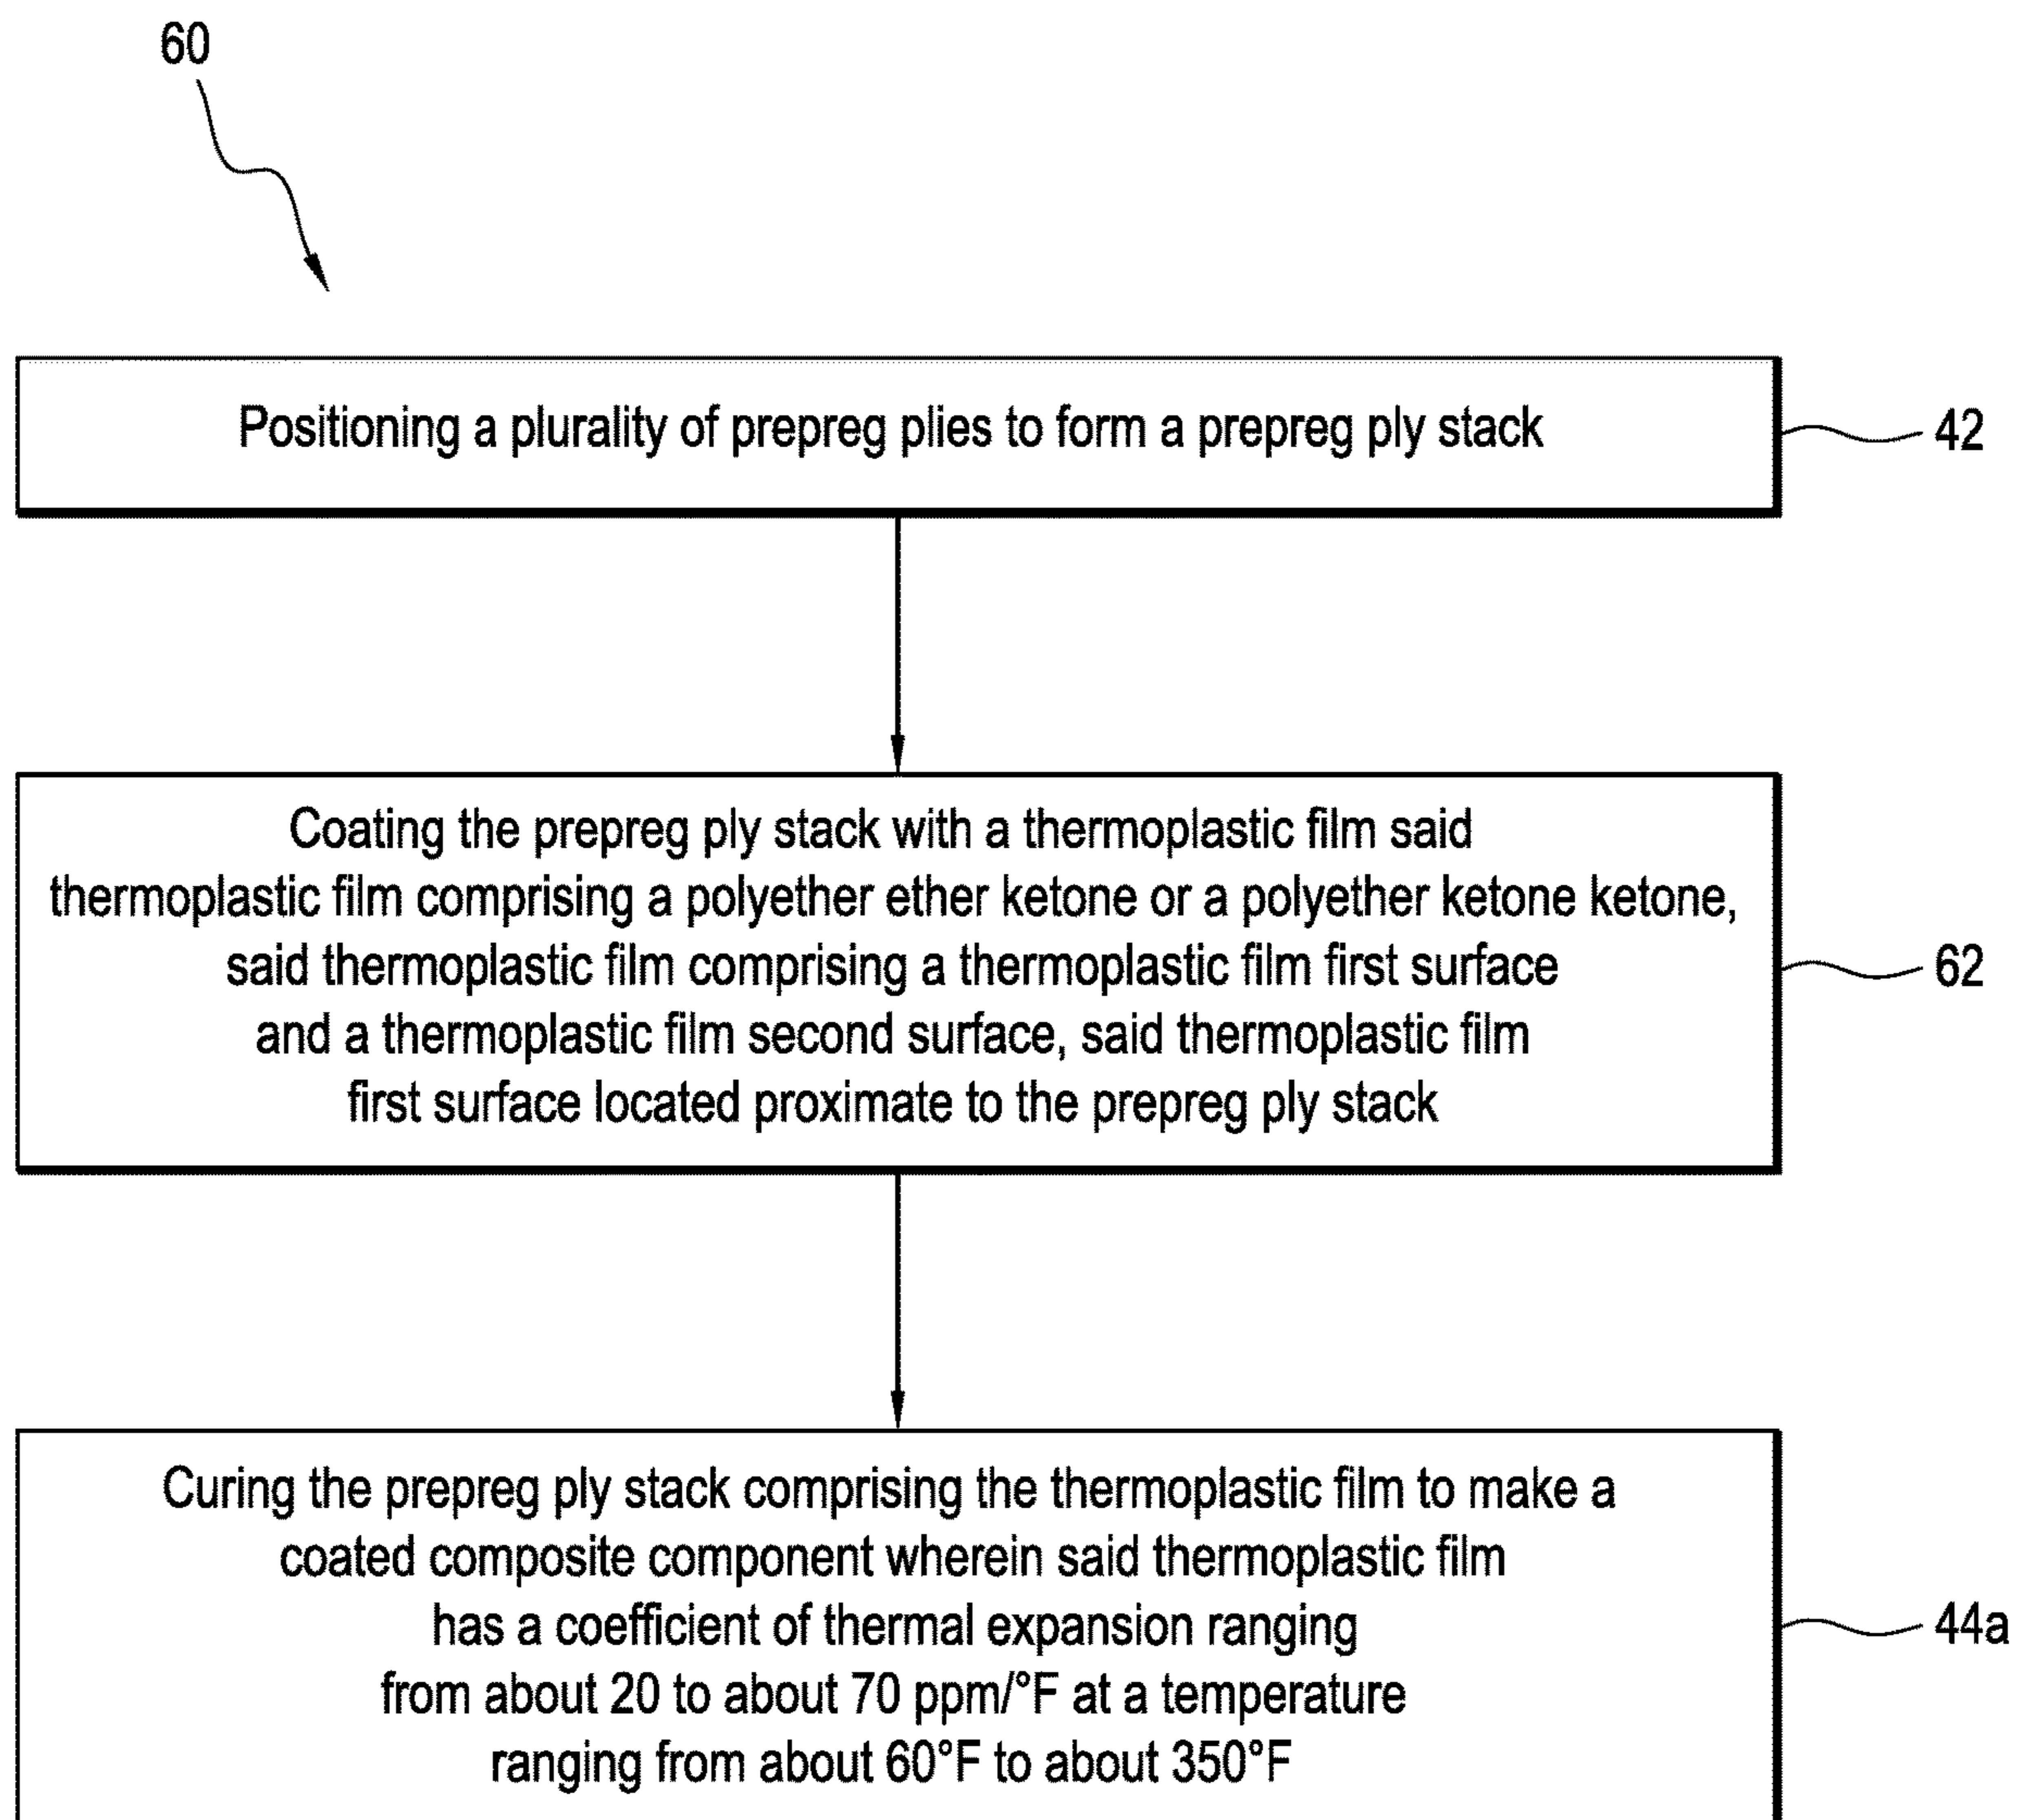 60
Positioning a plurality of prepreg plies to form a prepreg ply stack
42
Coating the prepreg ply stack with a thermoplastic film said
thermoplastic film comprising a polyether ether ketone or a polyether ketone ketone,
said thermoplastic film comprising a thermoplastic film first surface
and a thermoplastic film second surface, said thermoplastic film
first surface located proximate to the prepreg ply stack
62
Curing the prepreg ply stack comprising the thermoplastic film to make a
coated composite component wherein said thermoplastic film
has a coefficient of thermal expansion ranging
from about 20 to about 70 ppm/°F at a temperature
ranging from about 60°F to about 350°F
44a